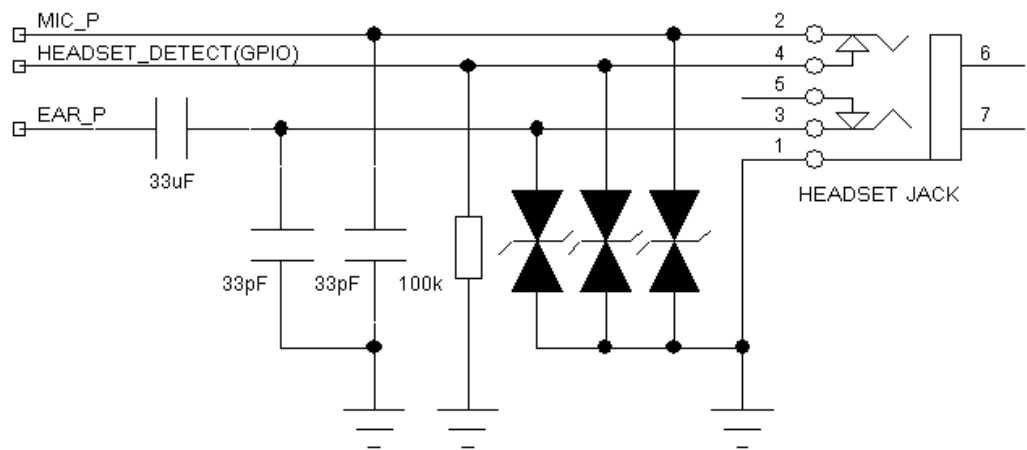 MIC_P
2
HEADSET_DETECT(GPIO)
4
6
5
EAR_P
3
7
1
33uF
HEADSET JACK
33pF
33pF
100k